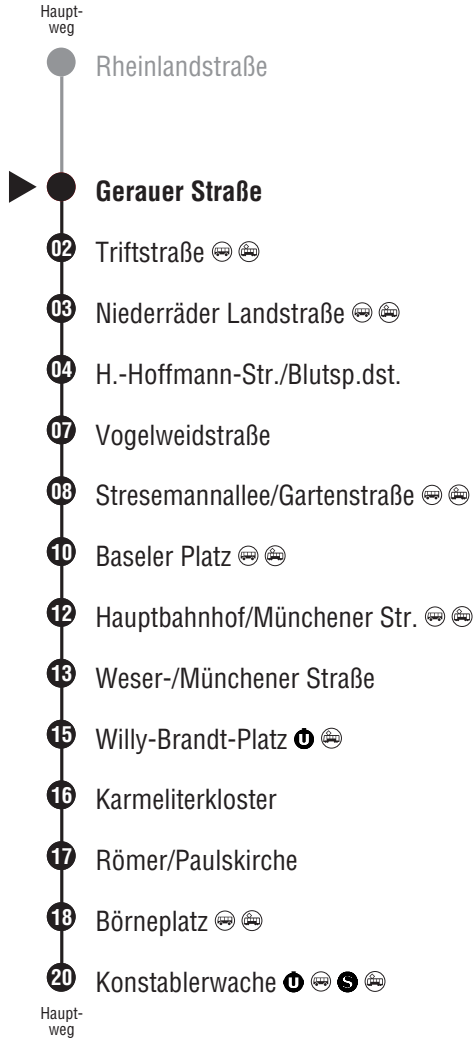 Haupt-
weg
Rheinlandstraße
Gerauer Straße
02 Triftstraße
03 Niederräder Landstraße
04 H.-Hoffmann-Str./Blutsp.dst.
07 Vogelweidstraße
08 Stresemannallee/Gartenstraße
10 Baseler Platz
12 Hauptbahnhof/Münchener Str.
13 Weser-/Münchener Straße
15 Willy-Brandt-Platz U
16 Karmeliterkloster
17 Römer/Paulskirche
18 Börneplatz
20 Konstablerwache U S
Haupt-
weg